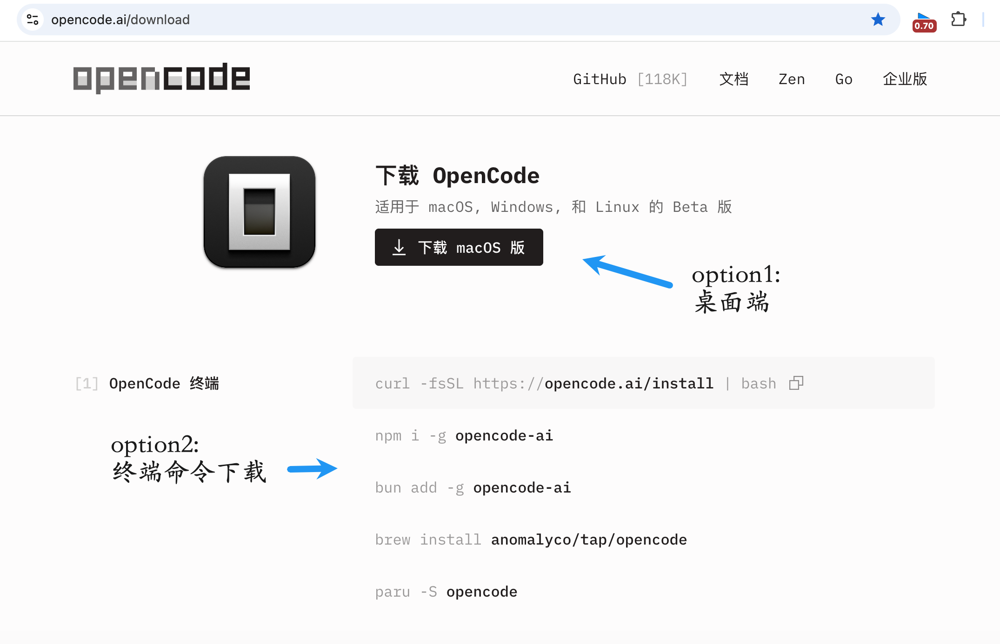 opencode.ai/download
0.70
opencode
GitHub [118K] 文档 Zen Go 企业版
下载 OpenCode
适用于 macOS, Windows, 和 Linux 的 Beta 版
下载 macOS 版
option1:
桌面端
[1] OpenCode 终端
curl -fsSL https://opencode.ai/install | bash
option2:
终端命令下载
npm i -g opencode-ai
bun add -g opencode-ai
brew install anomalyco/tap/opencode
paru -S opencode